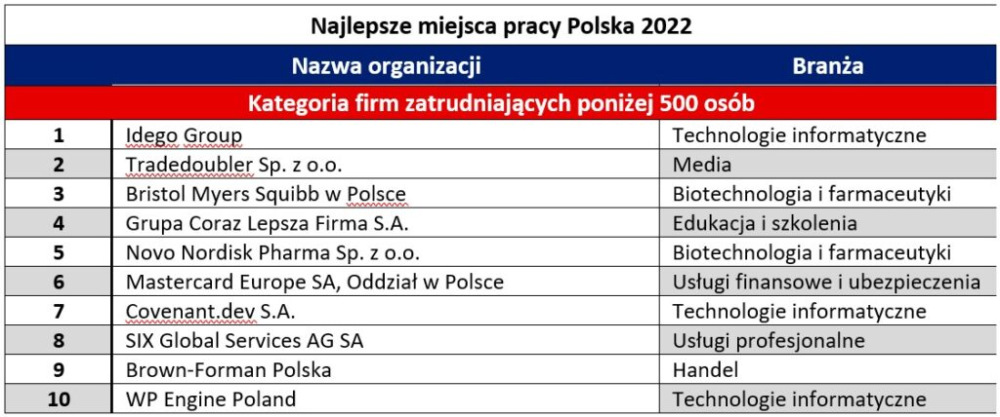 Najlepsze miejsca pracy Polska 2022
Nazwa organizacji Branża
Kategoria firm zatrudniających poniżej 500 osób
1 Idego Group Technologie informatyczne
2 Tradedoubler Sp. z o.o. Media
3 Bristol Myers Squibb w Polsce Biotechnologia i farmaceutyki
4 Grupa Coraz Lepsza Firma S.A. Edukacja i szkolenia
5 Novo Nordisk Pharma Sp. z o.o. Biotechnologia i farmaceutyki
6 Mastercard Europe SA, Oddział w Polsce Usługi finansowe i ubezpieczenia
7 Covenant.dev S.A. Technologie informatyczne
8 SIX Global Services AG SA Usługi profesjonalne
9 Brown-Forman Polska Handel
10 WP Engine Poland Technologie informatyczne